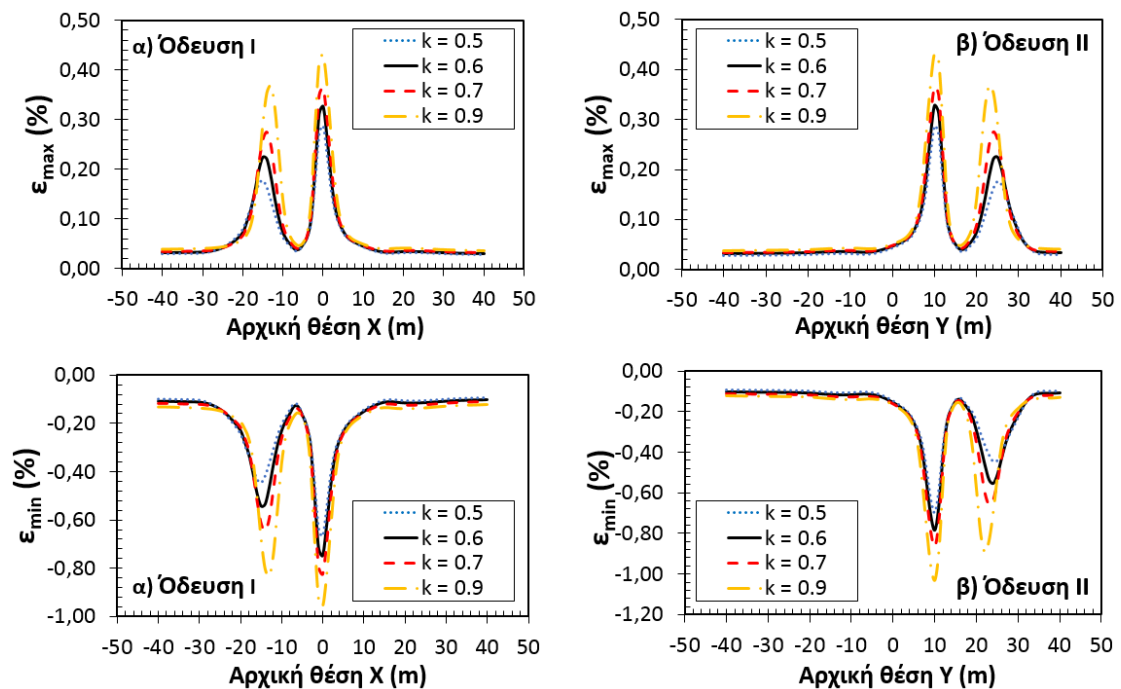 α) Όδευση Ι
εmax (%)
0,50
0,40
0,30
0,20
0,10
0,00
k = 0.5
k = 0.6
k = 0.7
k = 0.9
-50 -40 -30 -20 -10 0 10 20 30 40 50
Αρχική θέση Χ (m)
β) Όδευση ΙΙ
εmax (%)
0,50
0,40
0,30
0,20
0,10
0,00
k = 0.5
k = 0.6
k = 0.7
k = 0.9
-50 -40 -30 -20 -10 0 10 20 30 40 50
Αρχική θέση Υ (m)
εmin (%)
0,00
-0,20
-0,40
-0,60
-0,80
-1,00
k = 0.5
k = 0.6
k = 0.7
k = 0.9
α) Όδευση Ι
-50 -40 -30 -20 -10 0 10 20 30 40 50
Αρχική θέση Χ (m)
εmin (%)
0,00
-0,20
-0,40
-0,60
-0,80
-1,00
-1,20
k = 0.5
k = 0.6
k = 0.7
k = 0.9
β) Όδευση ΙΙ
-50 -40 -30 -20 -10 0 10 20 30 40 50
Αρχική θέση Υ (m)